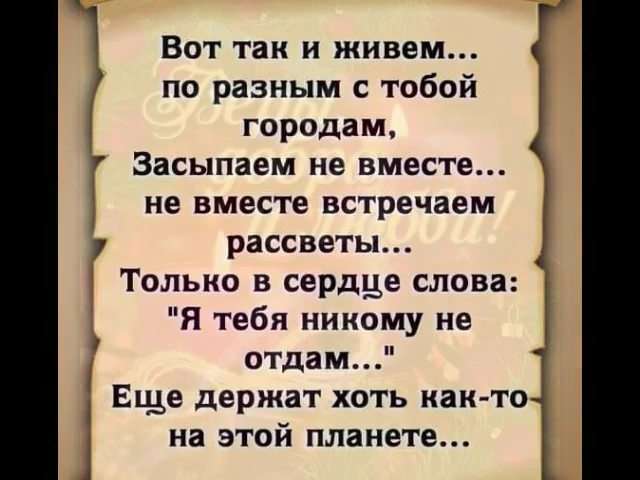 Вот так и живем...
по разным с тобой
городам,
Засыпаем не вместе...
не вместе встречаем
рассветы...
Только в сердце слова:
"Я тебя никому не
отдам..."
Еще держат хоть как-то
на этой планете...